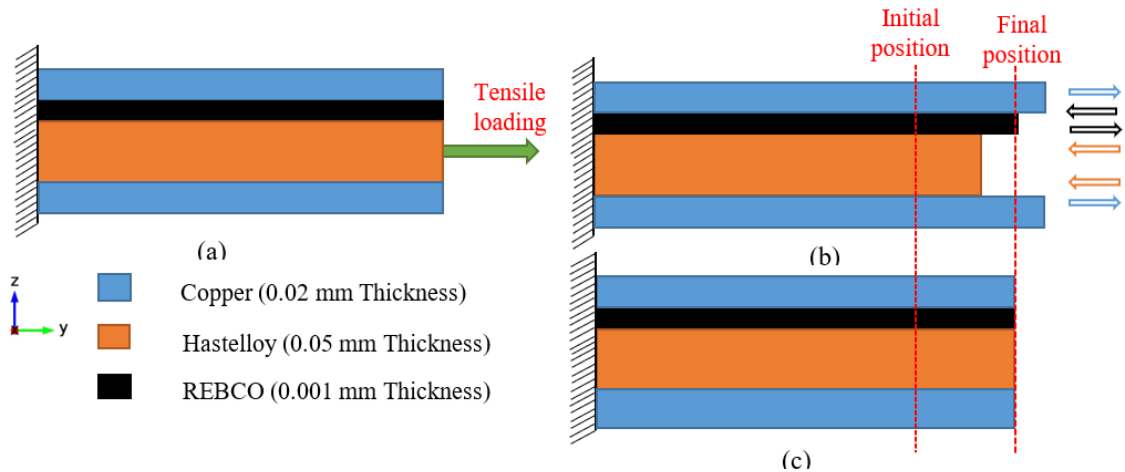 Initial
position
Final
position
Tensile
loading
(a)
(b)
z
y
Copper (0.02 mm Thickness)
Hastelloy (0.05 mm Thickness)
REBCO (0.001 mm Thickness)
(c)